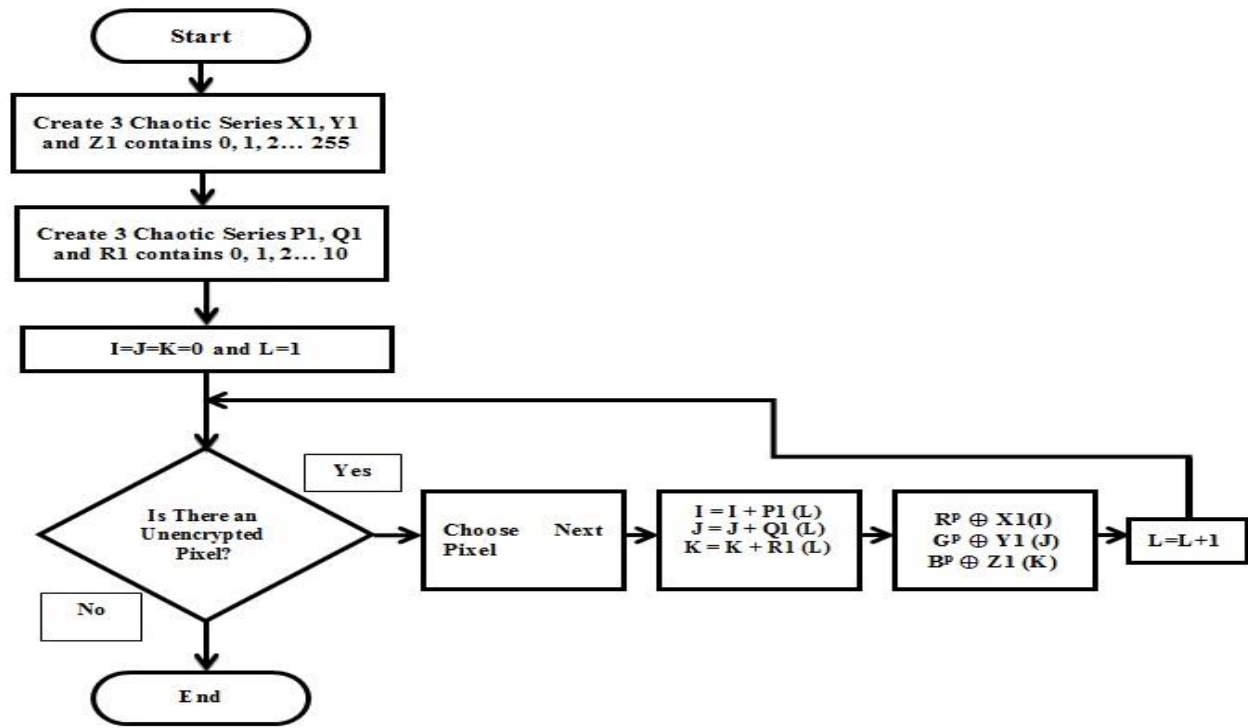 Start
Create 3 Chaotic Series X1, Y1
and Z1 contains 0, 1, 2... 255
Create 3 Chaotic Series P1, Q1
and R1 contains 0, 1, 2... 10
I=J=K=0 and L=1
Yes
Is There an
Unencrypted
Pixel?
Choose Next
Pixel
I = I + P1 (L)
J = J + Q1 (L)
K = K + R1 (L)
Rᵖ ⊕ X1(I)
Gᵖ ⊕ Y1 (J)
Bᵖ ⊕ Z1 (K)
L=L+1
No
End